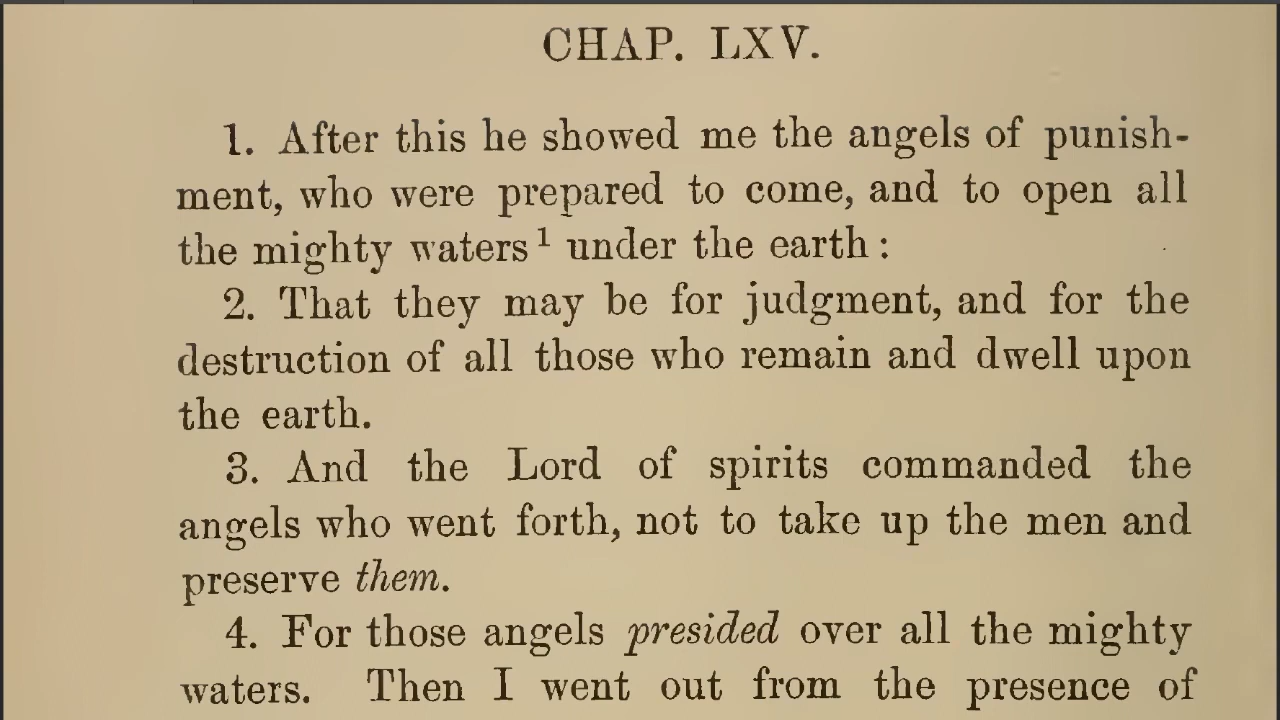 CHAP. LXV.
1. After this he showed me the angels of punish-
ment, who were prepared to come, and to open all
the mighty waters¹ under the earth:
2. That they may be for judgment, and for the
destruction of all those who remain and dwell upon
the earth.
3. And the Lord of spirits commanded the
angels who went forth, not to take up the men and
preserve them.
4. For those angels presided over all the mighty
waters. Then I went out from the presence of